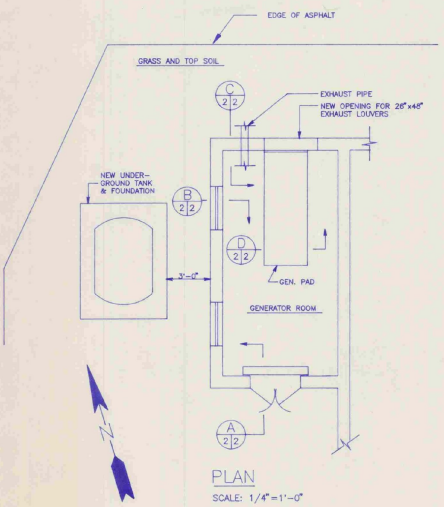 EDGE OF ASPHALT
GRASS AND TOP SOIL
C
2 2
EXHAUST PIPE
NEW OPENING FOR 28"x48"
EXHAUST LOUVERS
NEW UNDER-
GROUND TANK
& FOUNDATION
B
2 2
D
2 2
3'-0"
GEN. PAD
GENERATOR ROOM
N
A
2 2
PLAN
SCALE: 1/4"=1'-0"